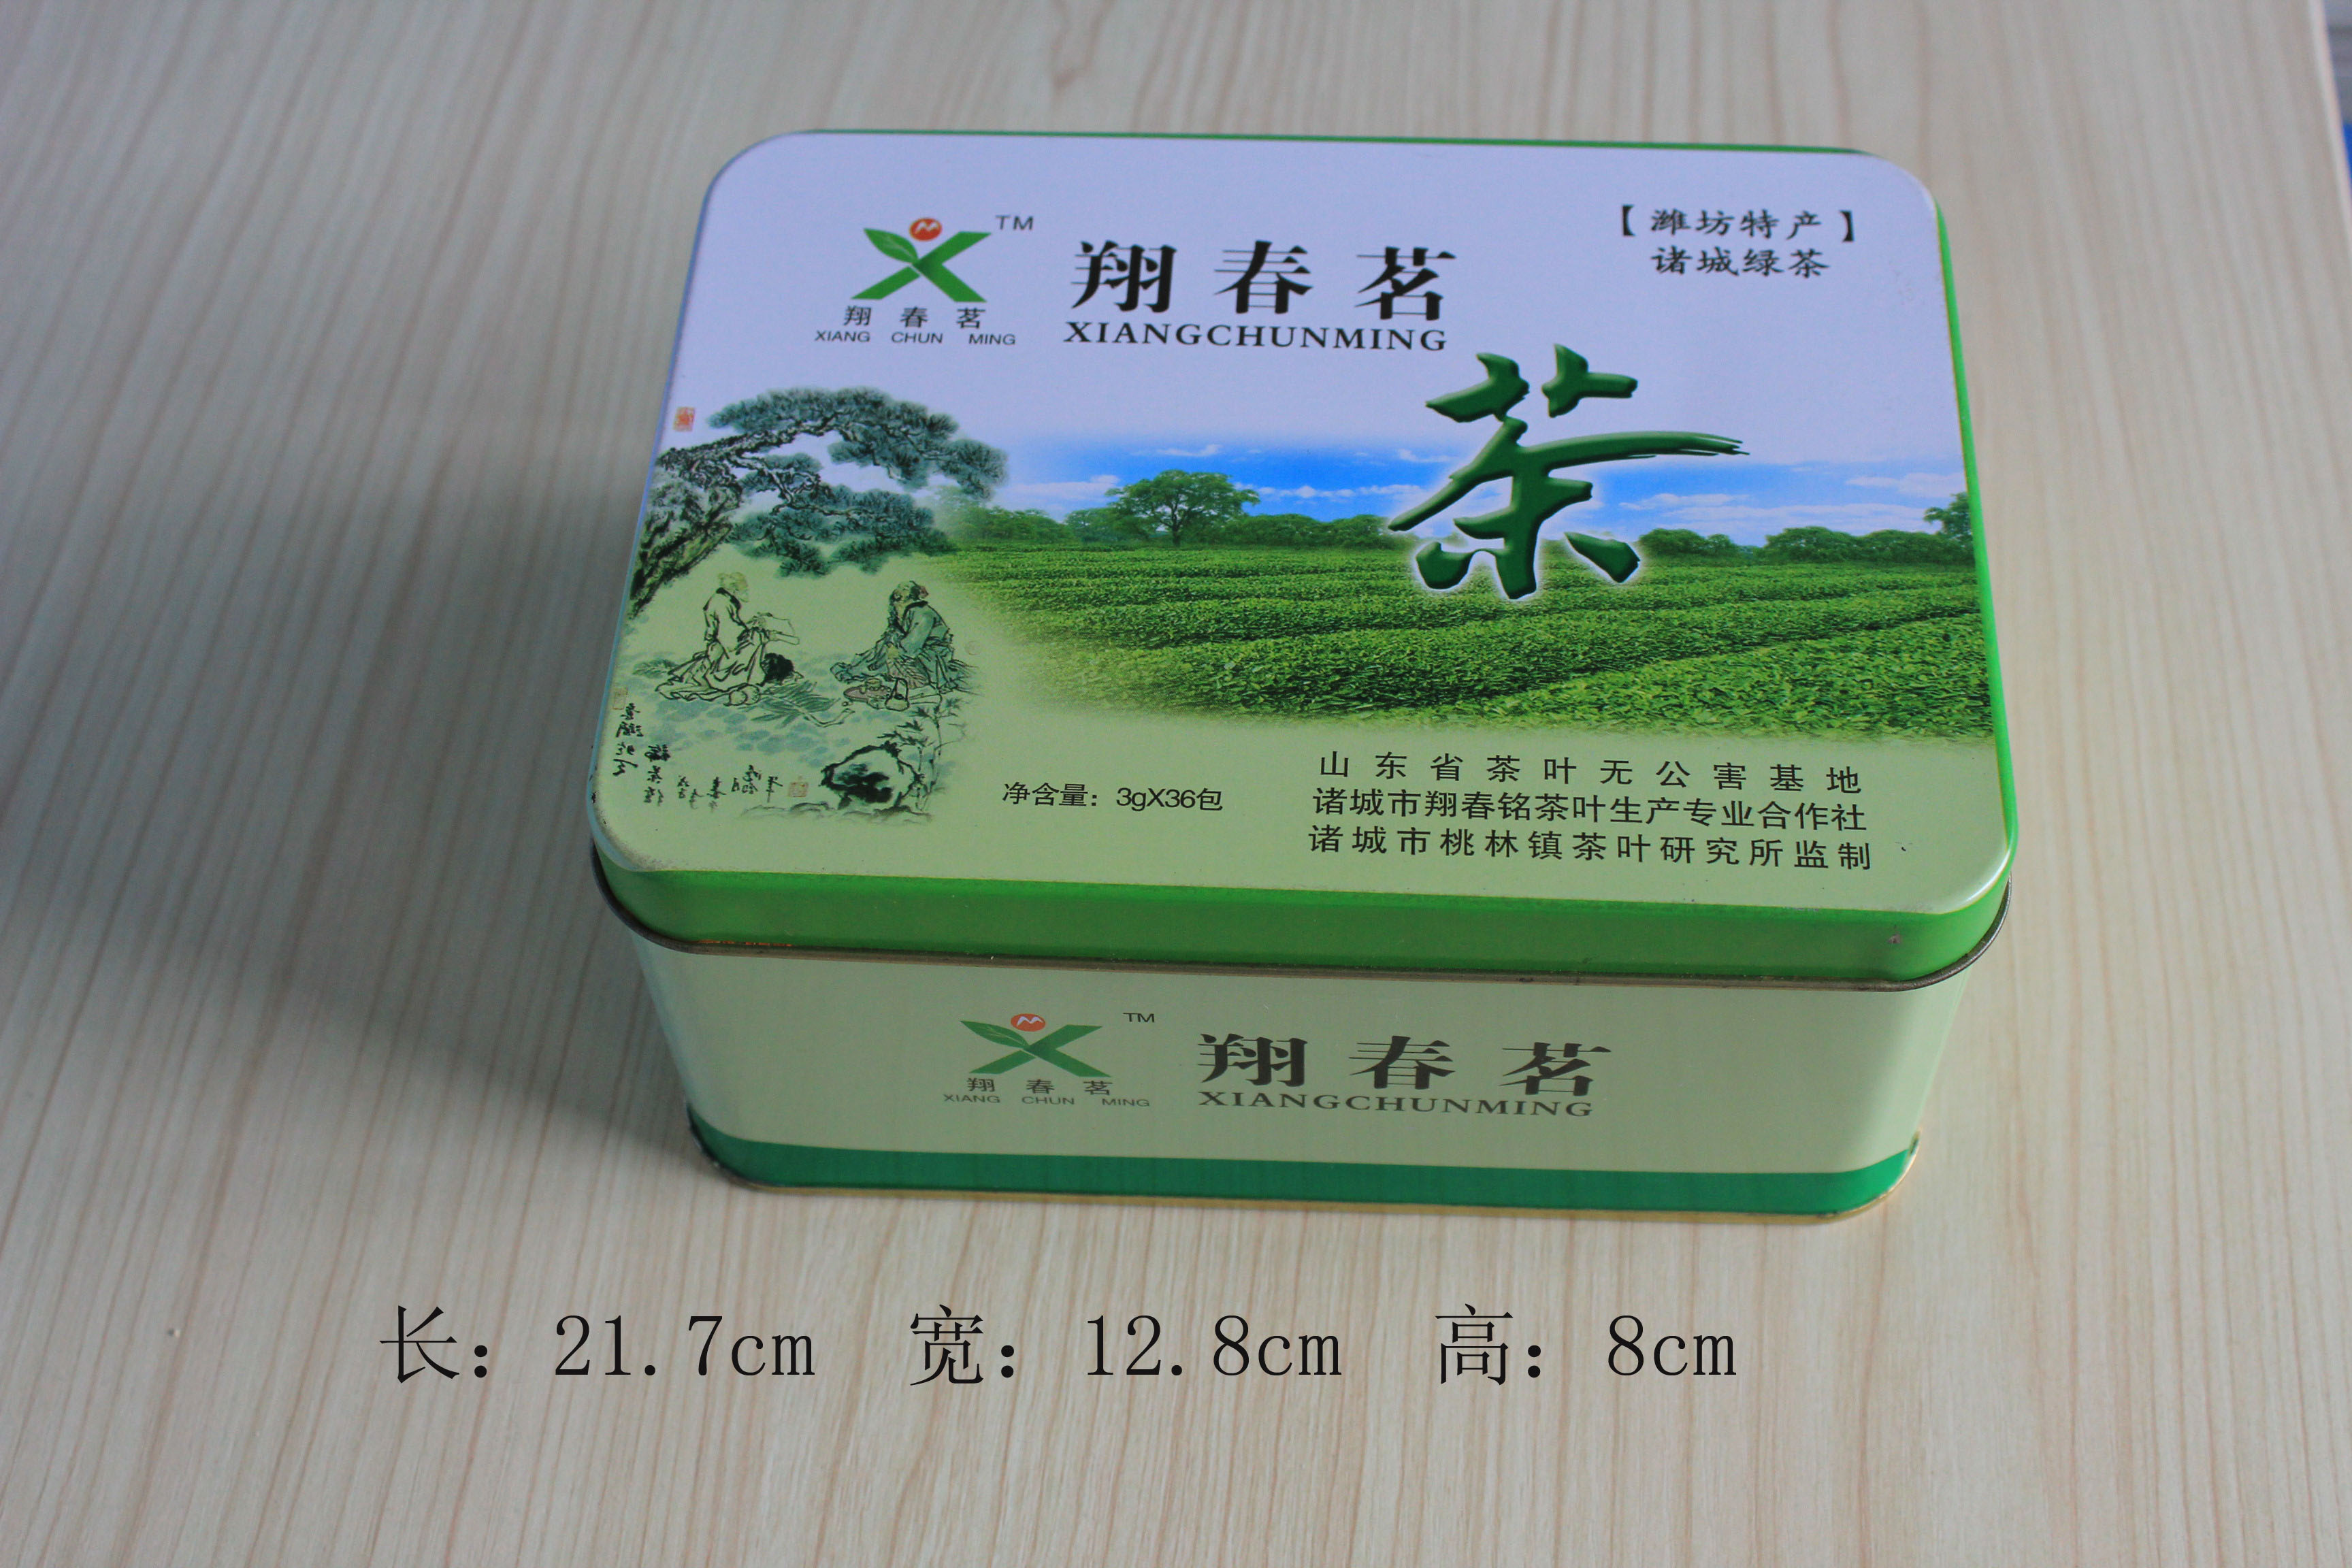 TM
翔春茗
XIANG CHUN MING
翔春茗
XIANGCHUNMING
【潍坊特产】
诸城绿茶
茶
净含量：3gX36包
山东省茶叶无公害基地
诸城市翔春铭茶叶生产专业合作社
诸城市桃林镇茶叶研究所监制
TM
翔春茗
XIANG CHUN MING
翔春茗
XIANGCHUNMING
长：21.7cm 宽：12.8cm 高：8cm